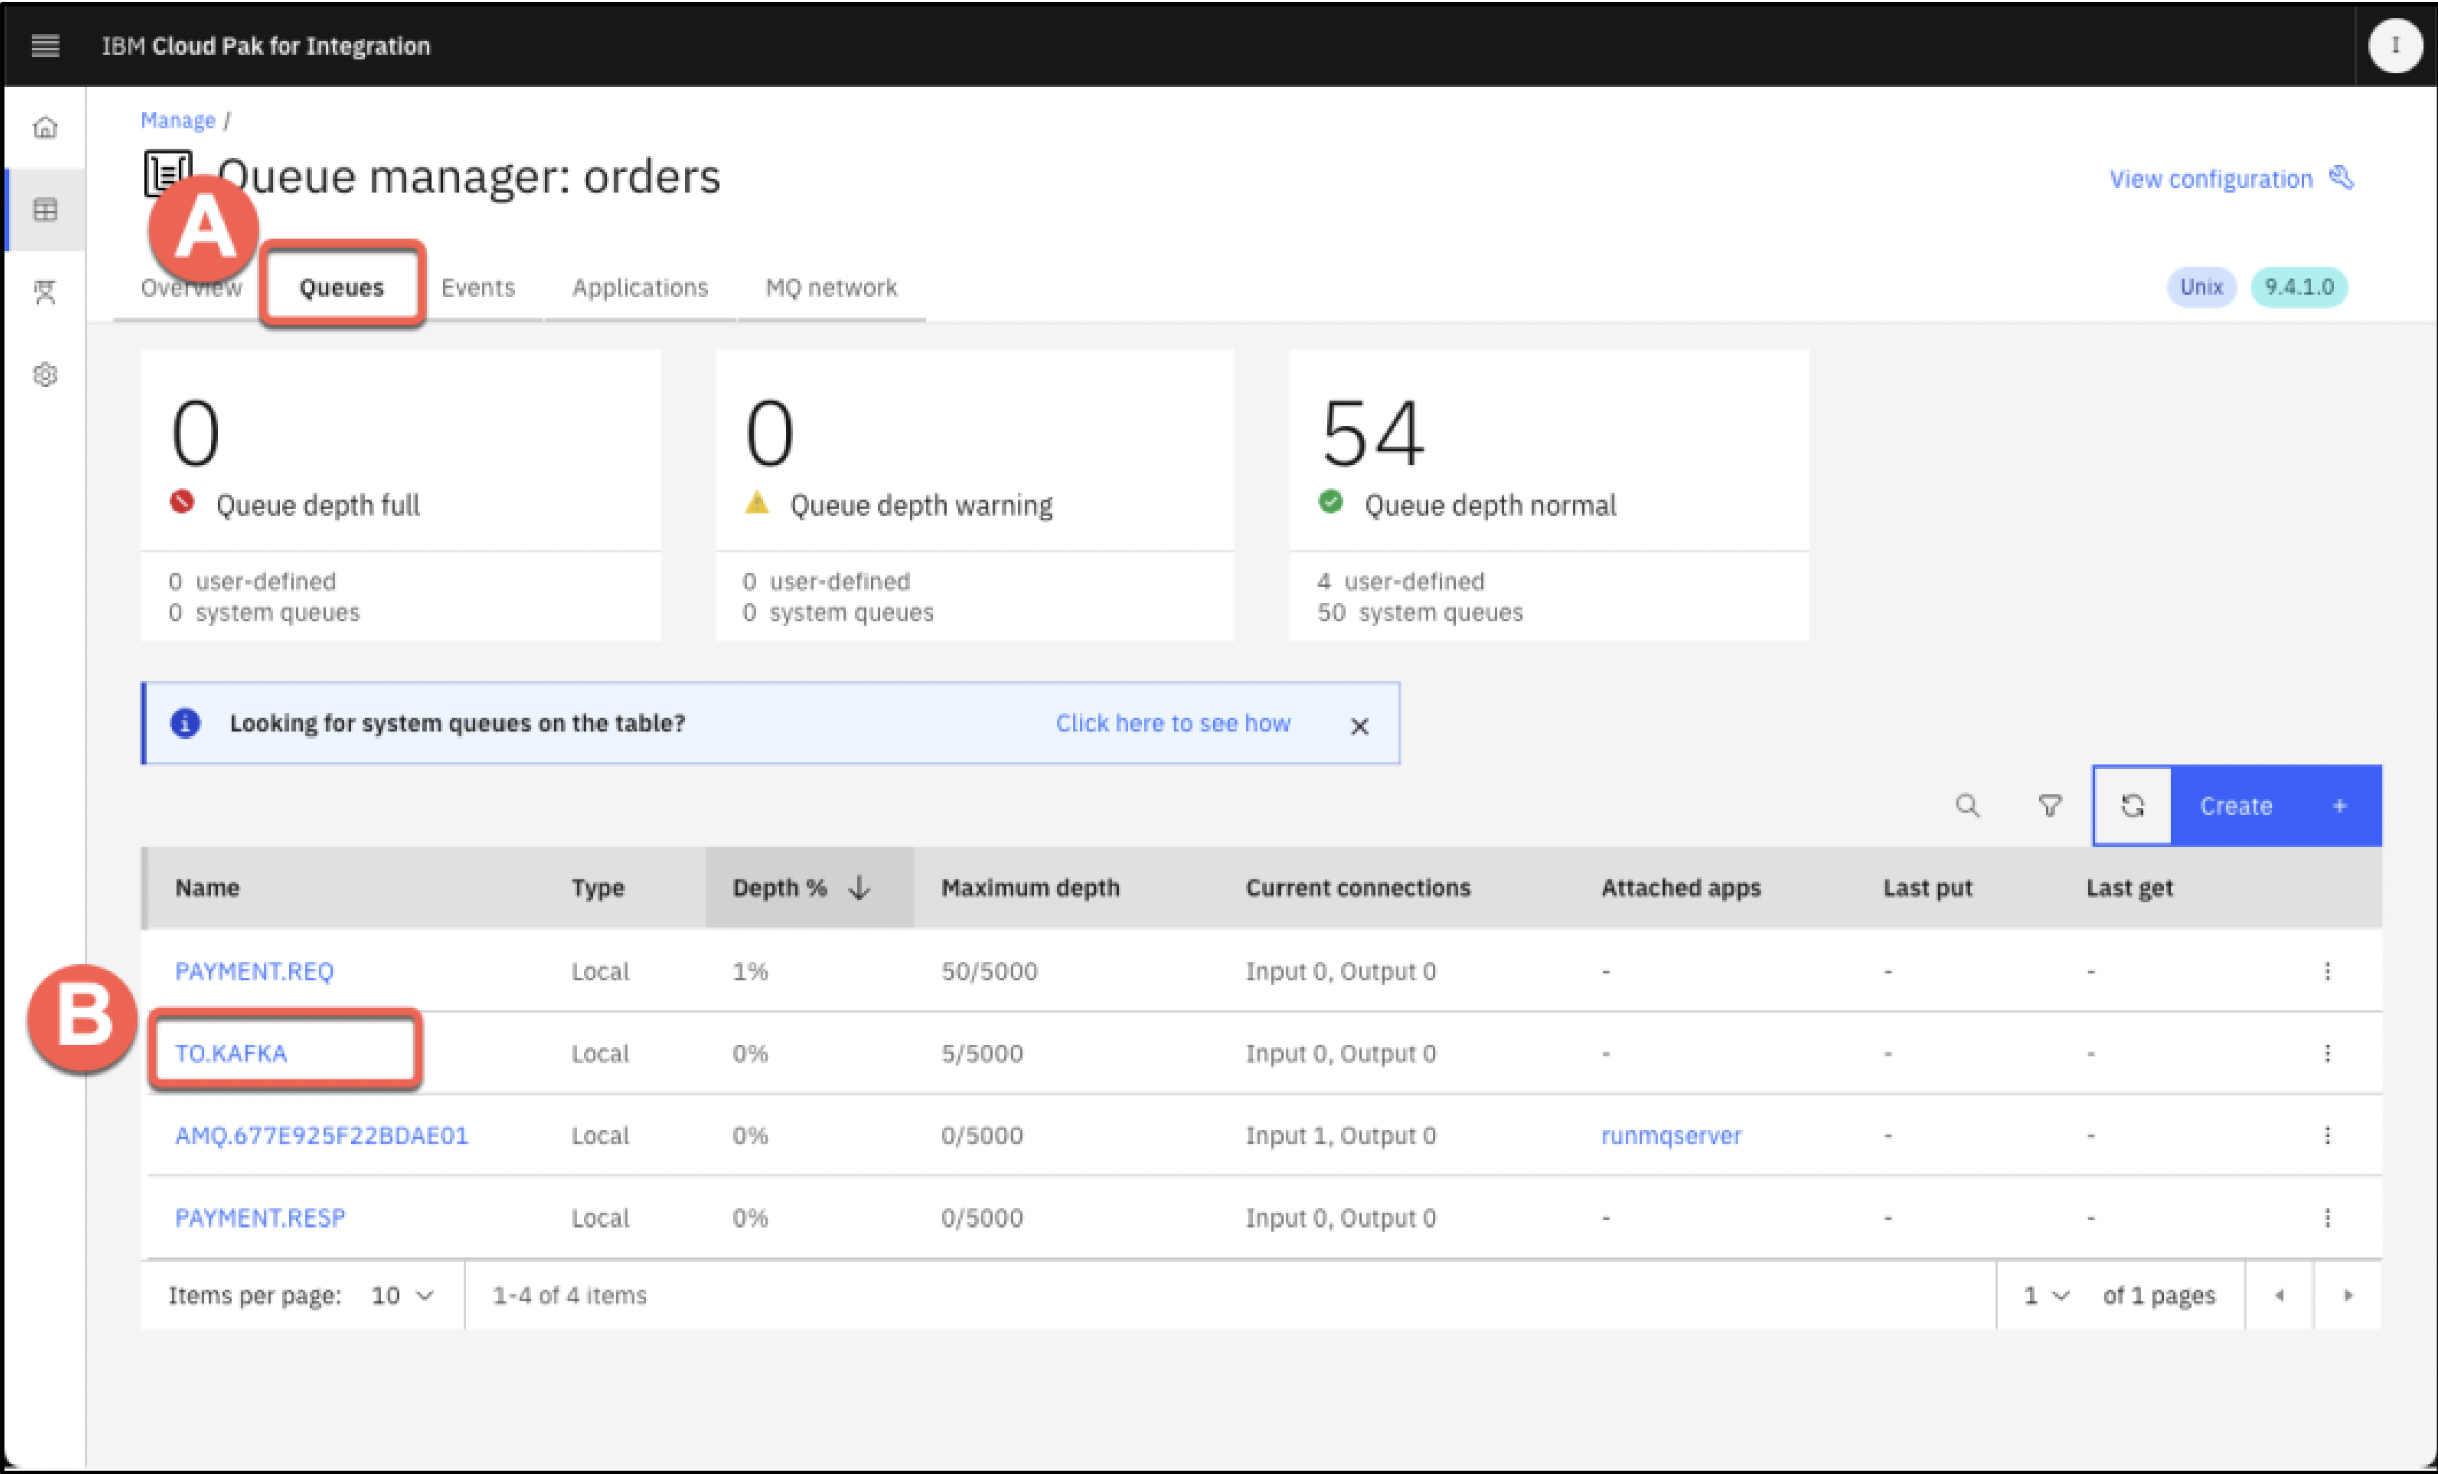 IBM Cloud Pak for Integration
I
Manage /
Queue manager: orders
View configuration
A
Overview Queues Events Applications MQ network
Unix 9.4.1.0
0
Queue depth full
0 user-defined
0 system queues
0
Queue depth warning
0 user-defined
0 system queues
54
Queue depth normal
4 user-defined
50 system queues
Looking for system queues on the table? Click here to see how
Create +
Name Type Depth % Maximum depth Current connections Attached apps Last put Last get
PAYMENT.REQ Local 1% 50/5000 Input 0, Output 0 - - -
B
TO.KAFKA Local 0% 5/5000 Input 0, Output 0 - - -
AMQ.677E925F22BDAE01 Local 0% 0/5000 Input 1, Output 0 runmqserver - -
PAYMENT.RESP Local 0% 0/5000 Input 0, Output 0 - - -
Items per page: 10 1-4 of 4 items 1 of 1 pages